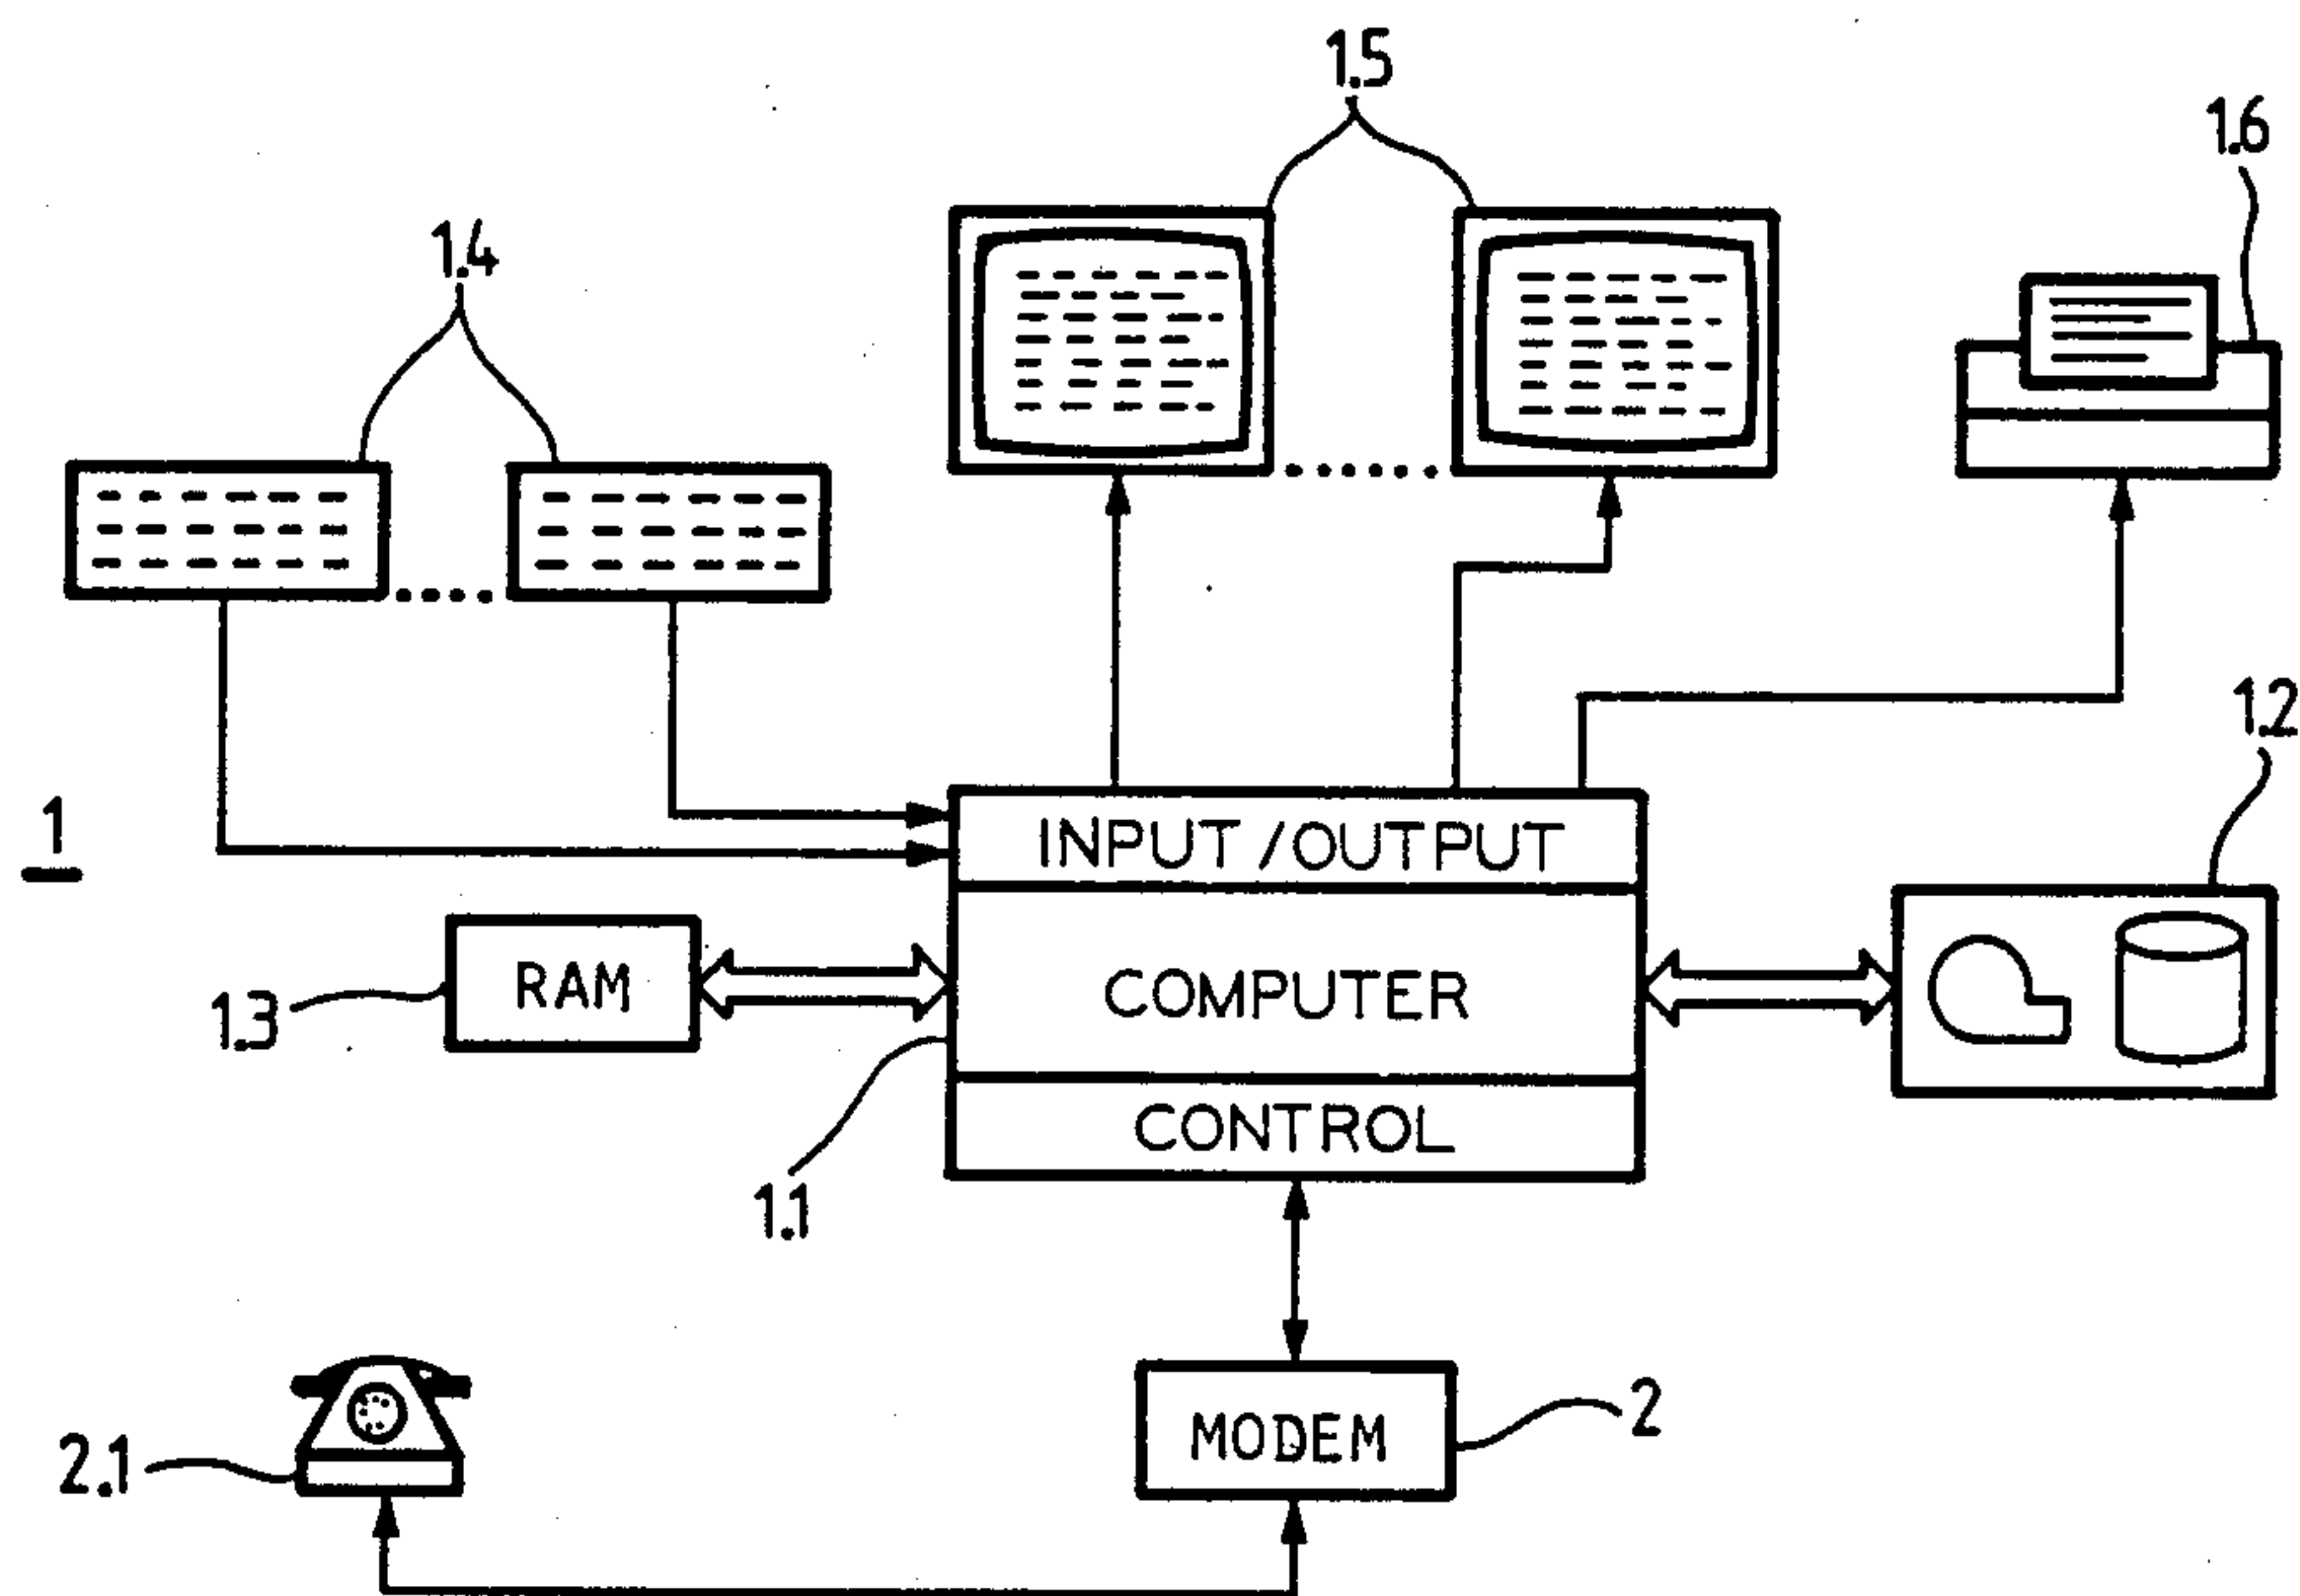 1.5
1.6
1.4
1.2
1
INPUT/OUTPUT
RAM
COMPUTER
1.3
CONTROL
1.1
MODEM
2
2.1